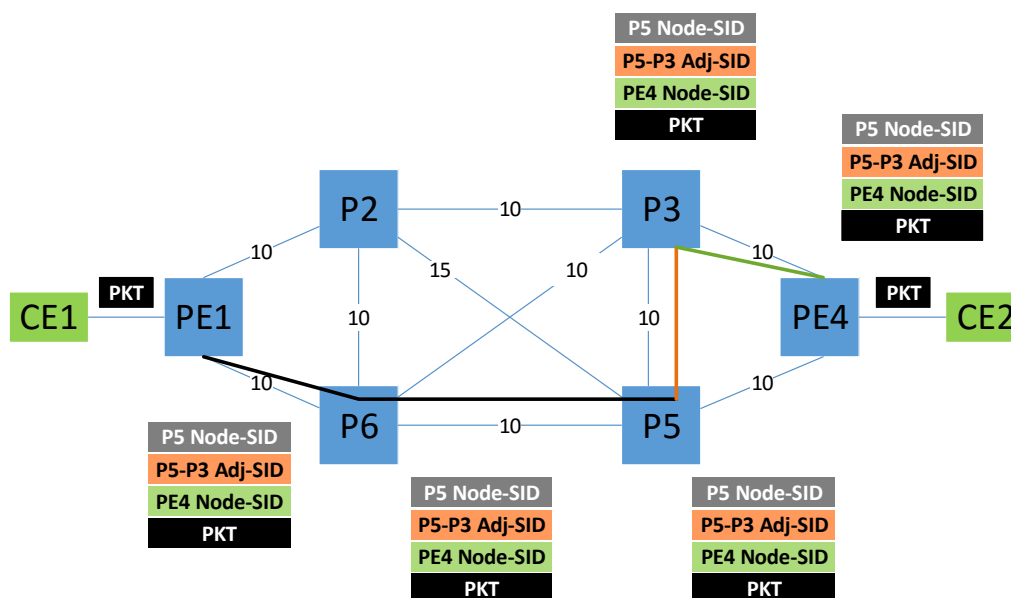 P5 Node-SID
P5-P3 Adj-SID
PE4 Node-SID
PKT
P5 Node-SID
P5-P3 Adj-SID
PE4 Node-SID
PKT
P2
10
P3
10
15
10
10
PKT
PKT
CE1
PE1
10
10
PE4
CE2
10
10
P6
10
P5
P5 Node-SID
P5-P3 Adj-SID
PE4 Node-SID
PKT
P5 Node-SID
P5-P3 Adj-SID
PE4 Node-SID
PKT
P5 Node-SID
P5-P3 Adj-SID
PE4 Node-SID
PKT